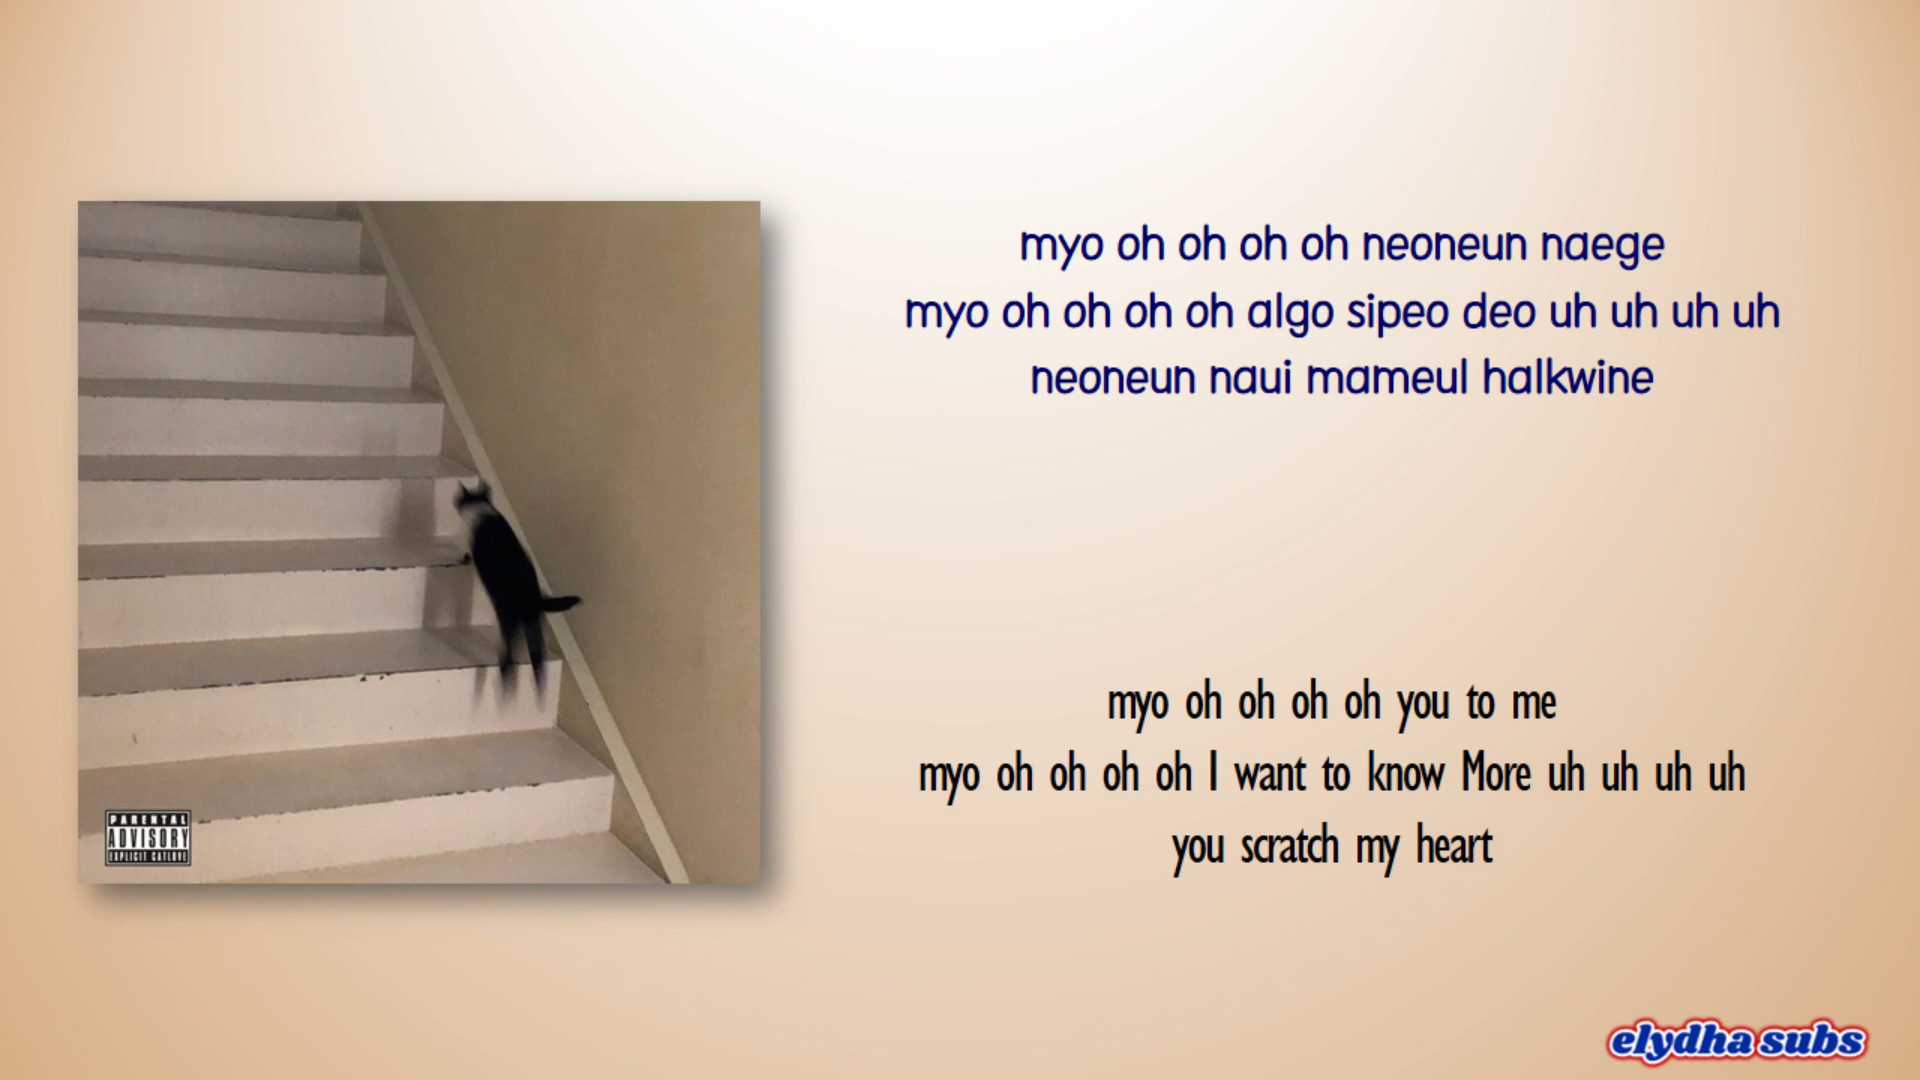 myo oh oh oh oh neoneun naege
myo oh oh oh oh algo sipeo deo uh uh uh uh
neoneun naui mameul halkwine
myo oh oh oh oh you to me
myo oh oh oh oh I want to know More uh uh uh uh
you scratch my heart
PARENTAL
ADVISORY
EXPLICIT CATLOVE
elydha subs